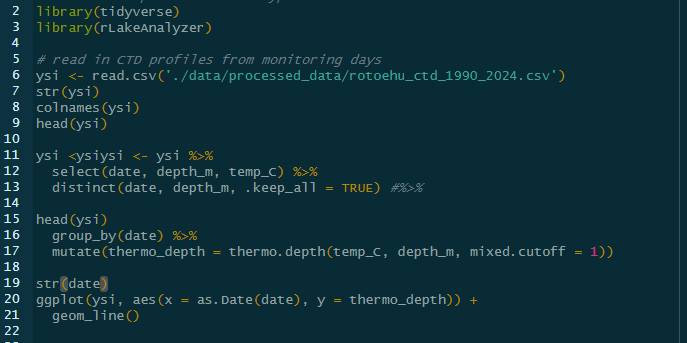 2 library(tidyverse)
3 library(rLakeAnalyzer)
4
5 # read in CTD profiles from monitoring days
6 ysi <- read.csv('./data/processed_data/rotoehu_ctd_1990_2024.csv')
7 str(ysi)
8 colnames(ysi)
9 head(ysi)
10
11 ysi <ysiysi <- ysi %>%
12 select(date, depth_m, temp_C) %>%
13 distinct(date, depth_m, .keep_all = TRUE) #%>%
14
15 head(ysi)
16 group_by(date) %>%
17 mutate(thermo_depth = thermo.depth(temp_C, depth_m, mixed.cutoff = 1))
18
19 str(date)
20 ggplot(ysi, aes(x = as.Date(date), y = thermo_depth)) +
21 geom_line()
22